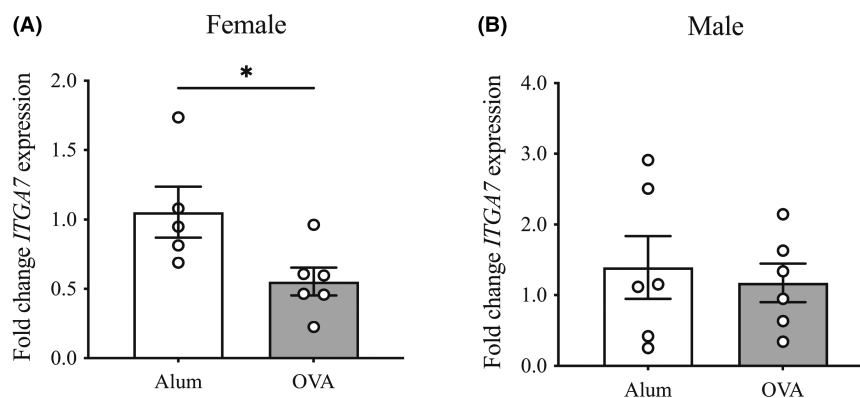 (A)
Female
Fold change ITGA7 expression
2.0
1.5
1.0
0.5
0.0
*
Alum
OVA
(B)
Male
Fold change ITGA7 expression
4.0
3.0
2.0
1.0
0.0
Alum
OVA